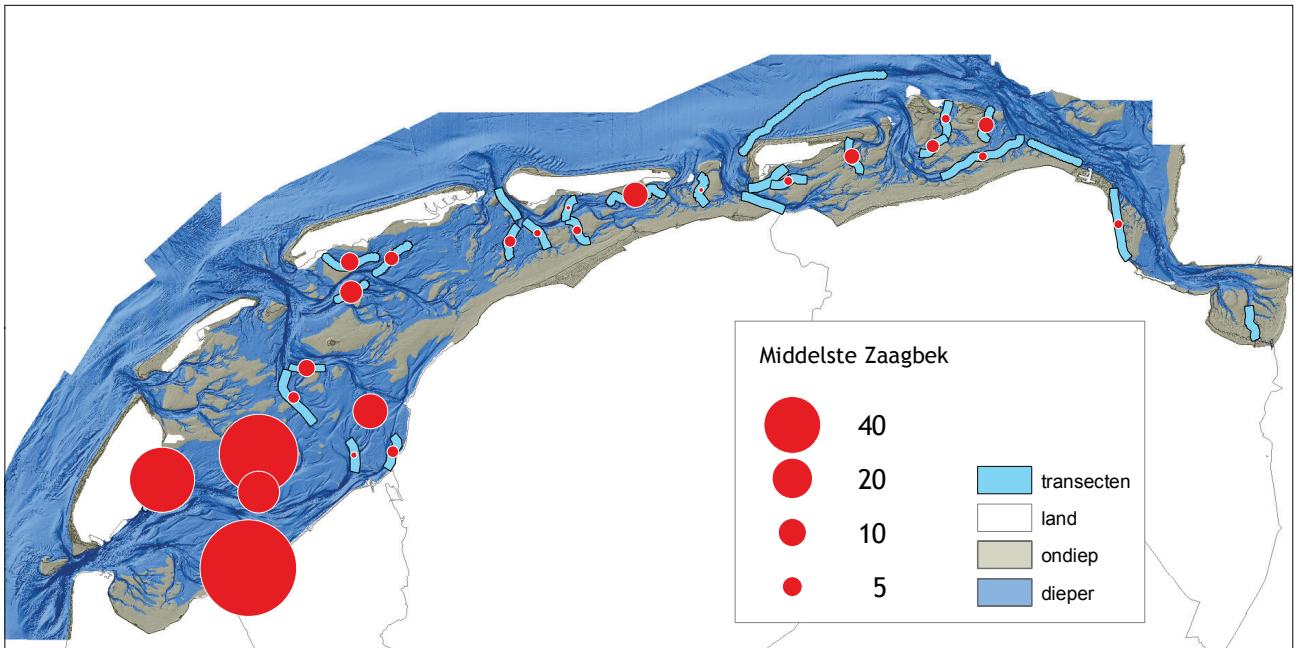 Middelste Zaagbek
40
20
10
5
transecten
land
ondiep
dieper